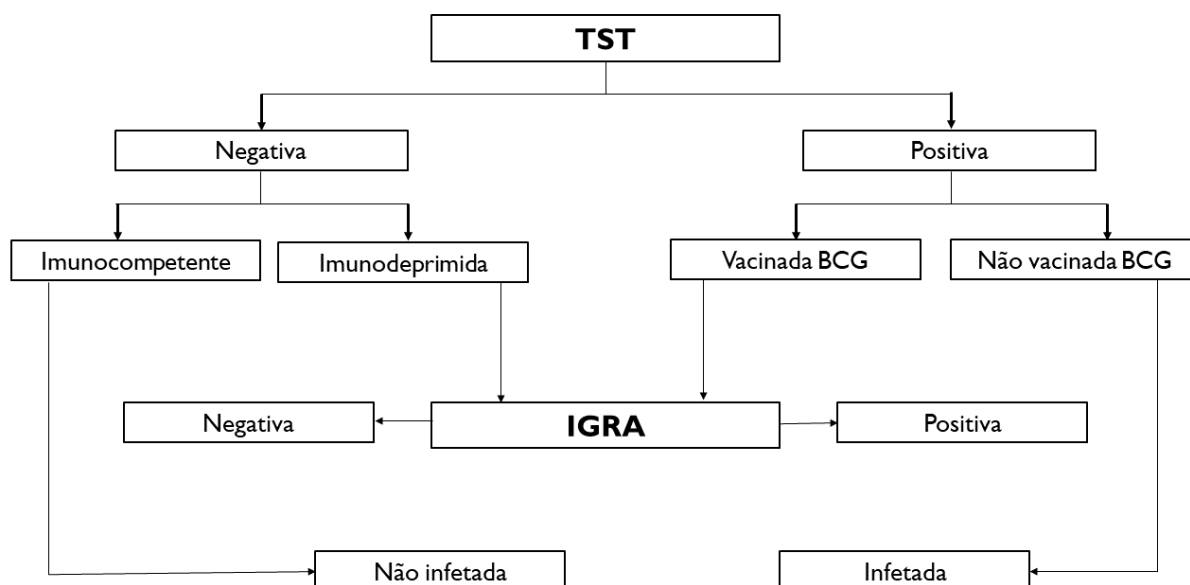 TST
Negativa
Positiva
Imunocompetente
Imunodeprimida
Vacinada BCG
Não vacinada BCG
Negativa
IGRA
Positiva
Não infetada
Infetada